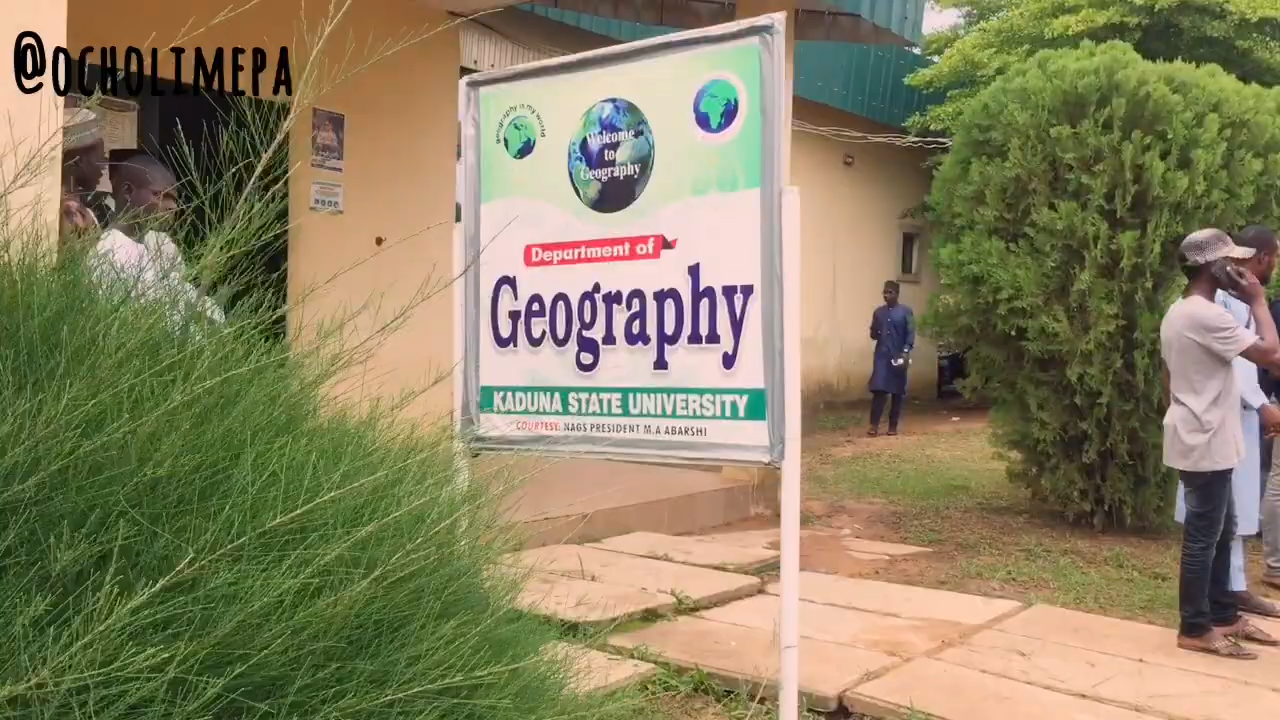 @OCHOLIMEPA
Geography is my world
Welcome
to
Geography
Department of
Geography
KADUNA STATE UNIVERSITY
COURTESY: NAGS PRESIDENT M.A ABARSHI